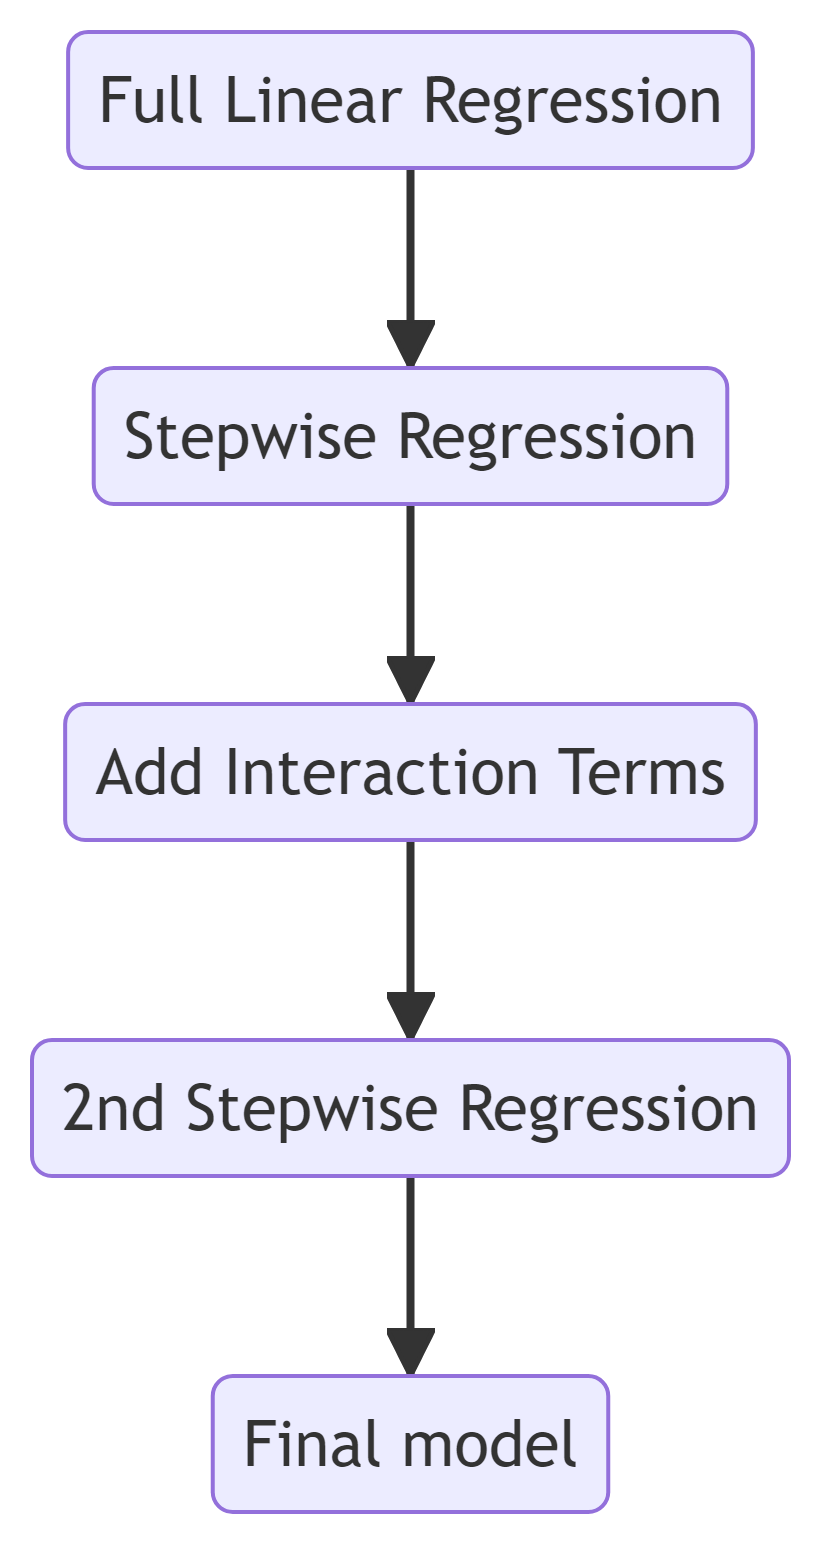 Full Linear Regression
Stepwise Regression
Add Interaction Terms
2nd Stepwise Regression
Final model